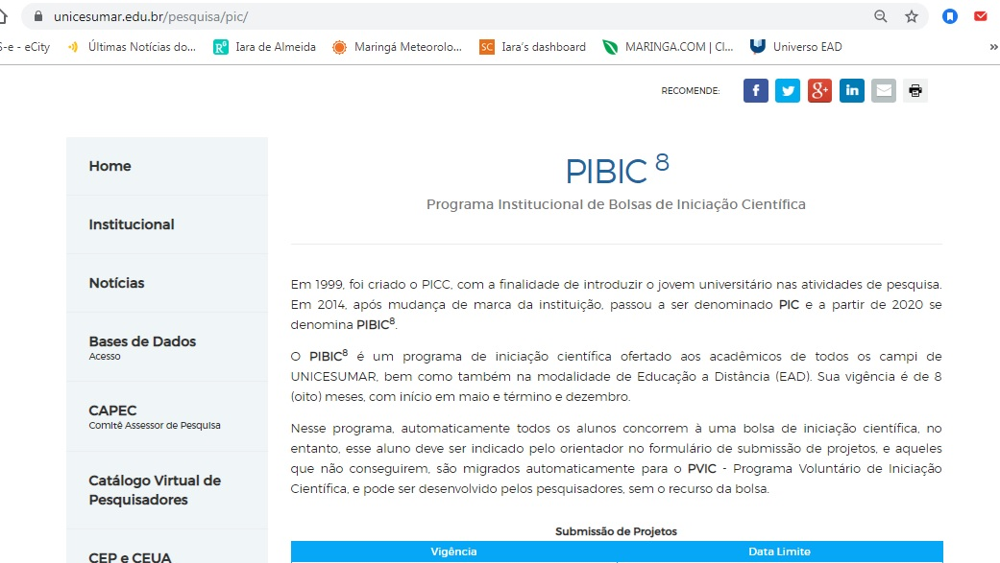 unicesumar.edu.br/pesquisa/pic/
S-e - eCity Últimas Notícias do... Iara de Almeida Maringá Meteorolo... SC Iara's dashboard MARINGA.COM | Cl... Universo EAD »
RECOMENDE:
Home
Institucional
Notícias
Bases de Dados
Acesso
CAPEC
Comitê Assessor de Pesquisa
Catálogo Virtual de
Pesquisadores
CEP e CEUA
PIBIC 8
Programa Institucional de Bolsas de Iniciação Científica
Em 1999, foi criado o PICC, com a finalidade de introduzir o jovem universitário nas atividades de pesquisa.
Em 2014, após mudança de marca da instituição, passou a ser denominado PIC e a partir de 2020 se
denomina PIBIC8.
O PIBIC8 é um programa de iniciação científica ofertado aos acadêmicos de todos os campi de
UNICESUMAR, bem como também na modalidade de Educação a Distância (EAD). Sua vigência é de 8
(oito) meses, com início em maio e término e dezembro.
Nesse programa, automaticamente todos os alunos concorrem à uma bolsa de iniciação científica, no
entanto, esse aluno deve ser indicado pelo orientador no formulário de submissão de projetos, e aqueles
que não conseguirem, são migrados automaticamente para o PVIC - Programa Voluntário de Iniciação
Científica, e pode ser desenvolvido pelos pesquisadores, sem o recurso da bolsa.
Submissão de Projetos
Vigência Data Limite